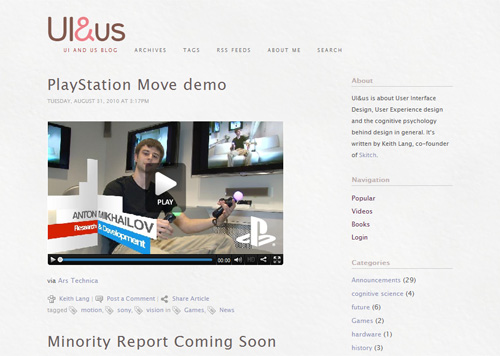 UI&us
UI AND US BLOG ARCHIVES TAGS RSS FEEDS ABOUT ME SEARCH
PlayStation Move demo
TUESDAY, AUGUST 31, 2010 AT 3:17PM
PLAY
ANTON MIKHAILOV
Research & Development
00:00
via Ars Technica
Keith Lang | Post a Comment | Share Article
tagged motion, sony, vision in Games, News
Minority Report Coming Soon
About
UI&us is about User Interface
Design, User Experience design
and the cognitive psychology
behind design in general. It's
written by Keith Lang, co-founder
of Skitch.
Navigation
Popular
Videos
Books
Login
Categories
Announcements (29)
cognitive science (4)
future (6)
Games (2)
hardware (1)
history (3)